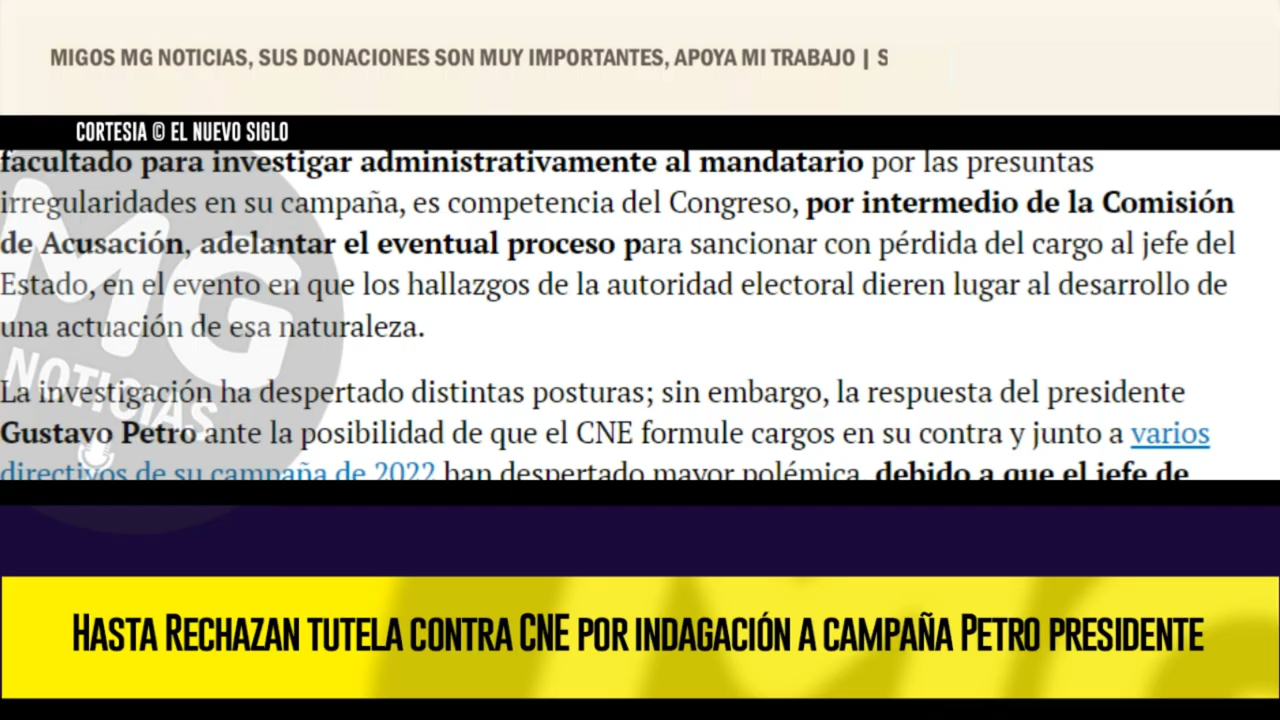 MIGOS MG NOTICIAS, SUS DONACIONES SON MUY IMPORTANTES, APOYA MI TRABAJO | S
CORTESIA © EL NUEVO SIGLO
facultado para investigar administrativamente al mandatario por las presuntas
irregularidades en su campaña, es competencia del Congreso, por intermedio de la Comisión
de Acusación, adelantar el eventual proceso para sancionar con pérdida del cargo al jefe del
Estado, en el evento en que los hallazgos de la autoridad electoral dieren lugar al desarrollo de
una actuación de esa naturaleza.
La investigación ha despertado distintas posturas; sin embargo, la respuesta del presidente
Gustavo Petro ante la posibilidad de que el CNE formule cargos en su contra y junto a varios
directivos de su campaña de 2022 han despertado mayor polémica, debido a que el jefe de
MG
NOTICIAS
HASTA RECHAZAN TUTELA CONTRA CNE POR INDAGACIÓN A CAMPAÑA PETRO PRESIDENTE